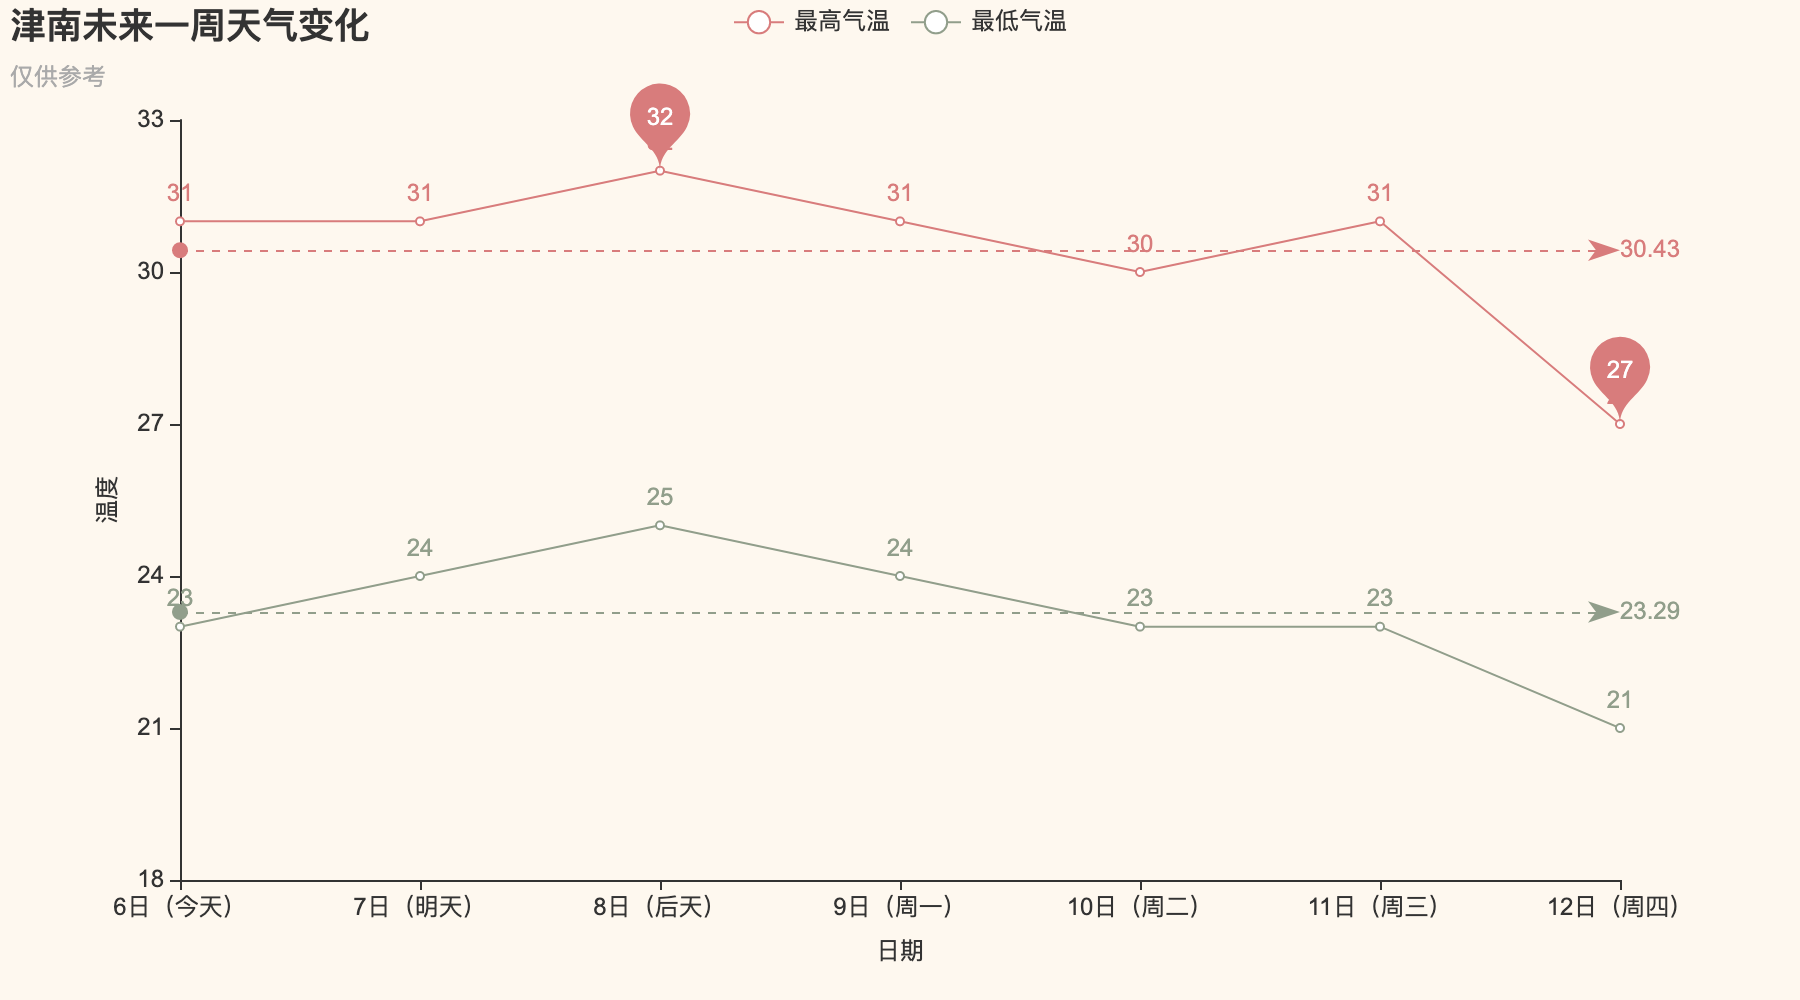 津南未来一周天气变化
仅供参考
最高气温 最低气温
33
30
27
24
21
18
温度
31 31 32 31 30 31 27
30.43
23 24 25 24 23 23 21
23.29
6日（今天） 7日（明天） 8日（后天） 9日（周一） 10日（周二） 11日（周三） 12日（周四）
日期